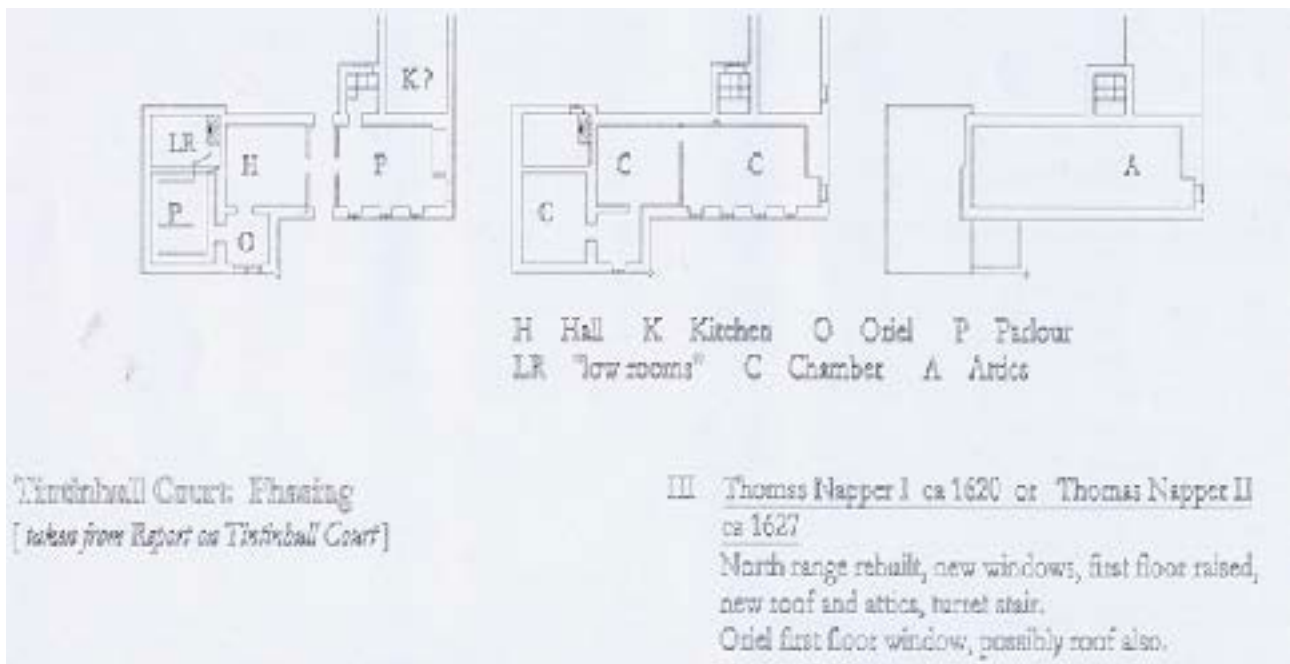 K?
LR H P C C A
P C
O
H Hall K Kitchen O Oriel P Parlour
LR "low rooms" C Chamber A Attics
Tintinhull Court: Phasing
[ taken from Report on Tintinhull Court ]
III Thomas Napper I ca 1620 or Thomas Napper II
ca 1627
North range rebuilt, new windows, first floor raised,
new roof and attics, turret stair.
Oriel first floor window, possibly roof also.